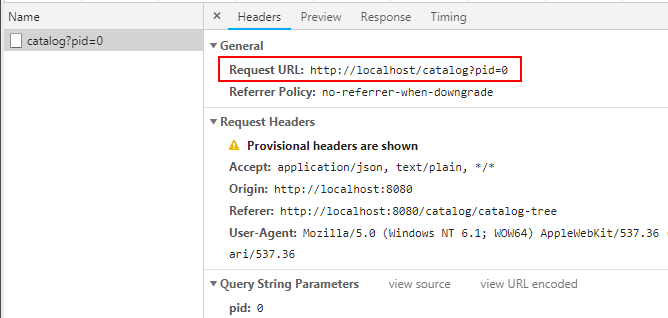 Name
Headers Preview Response Timing
catalog?pid=0
General
Request URL: http://localhost/catalog?pid=0
Referrer Policy: no-referrer-when-downgrade
Request Headers
Provisional headers are shown
Accept: application/json, text/plain, */*
Origin: http://localhost:8080
Referer: http://localhost:8080/catalog/catalog-tree
User-Agent: Mozilla/5.0 (Windows NT 6.1; WOW64) AppleWebKit/537.36 (
ari/537.36
Query String Parameters view source view URL encoded
pid: 0